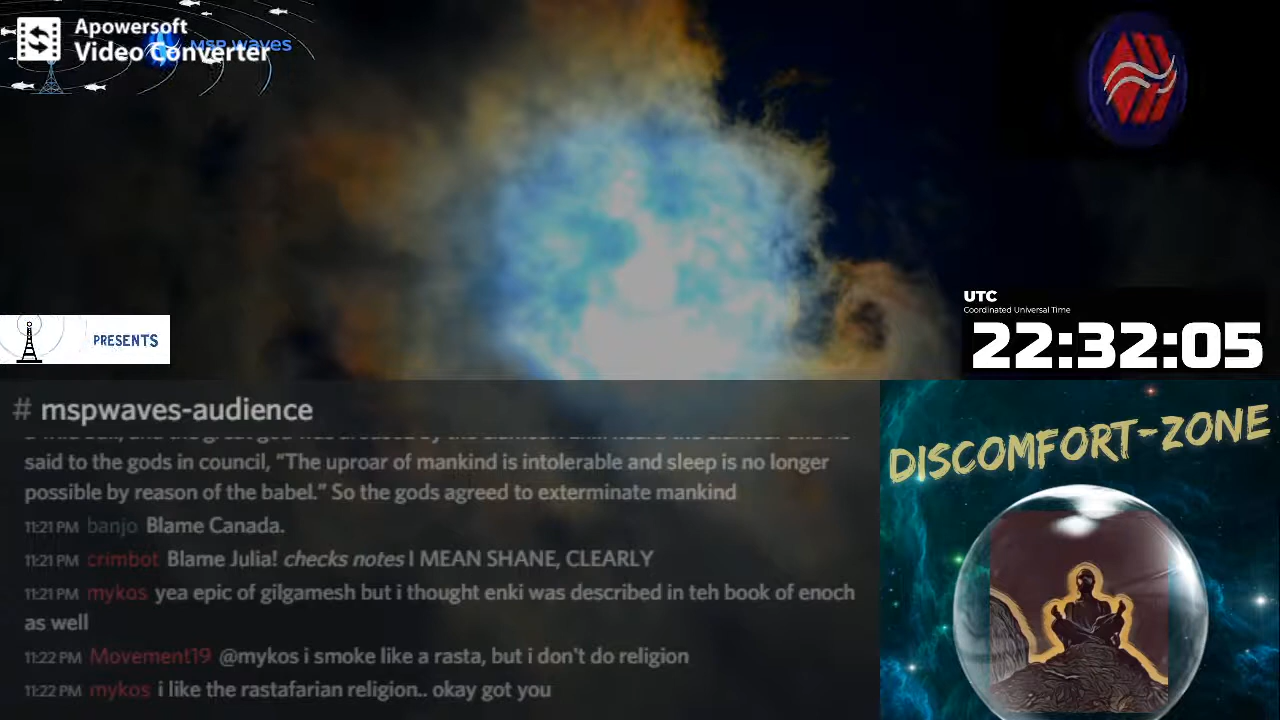 Apowersoft
Video Converter
MSP Waves
PRESENTS
UTC
Coordinated Universal Time
22:32:05
# mspwaves-audience
said to the gods in council, “The uproar of mankind is intolerable and sleep is no longer
possible by reason of the babel.” So the gods agreed to exterminate mankind
11:21 PM banjo Blame Canada.
11:21 PM crimbot Blame Julia! checks notes I MEAN SHANE, CLEARLY
11:21 PM mykos yea epic of gilgamesh but i thought enki was described in teh book of enoch
as well
11:22 PM Movement19 @mykos i smoke like a rasta, but i don't do religion
11:22 PM mykos i like the rastafarian religion.. okay got you
DISCOMFORT-ZONE